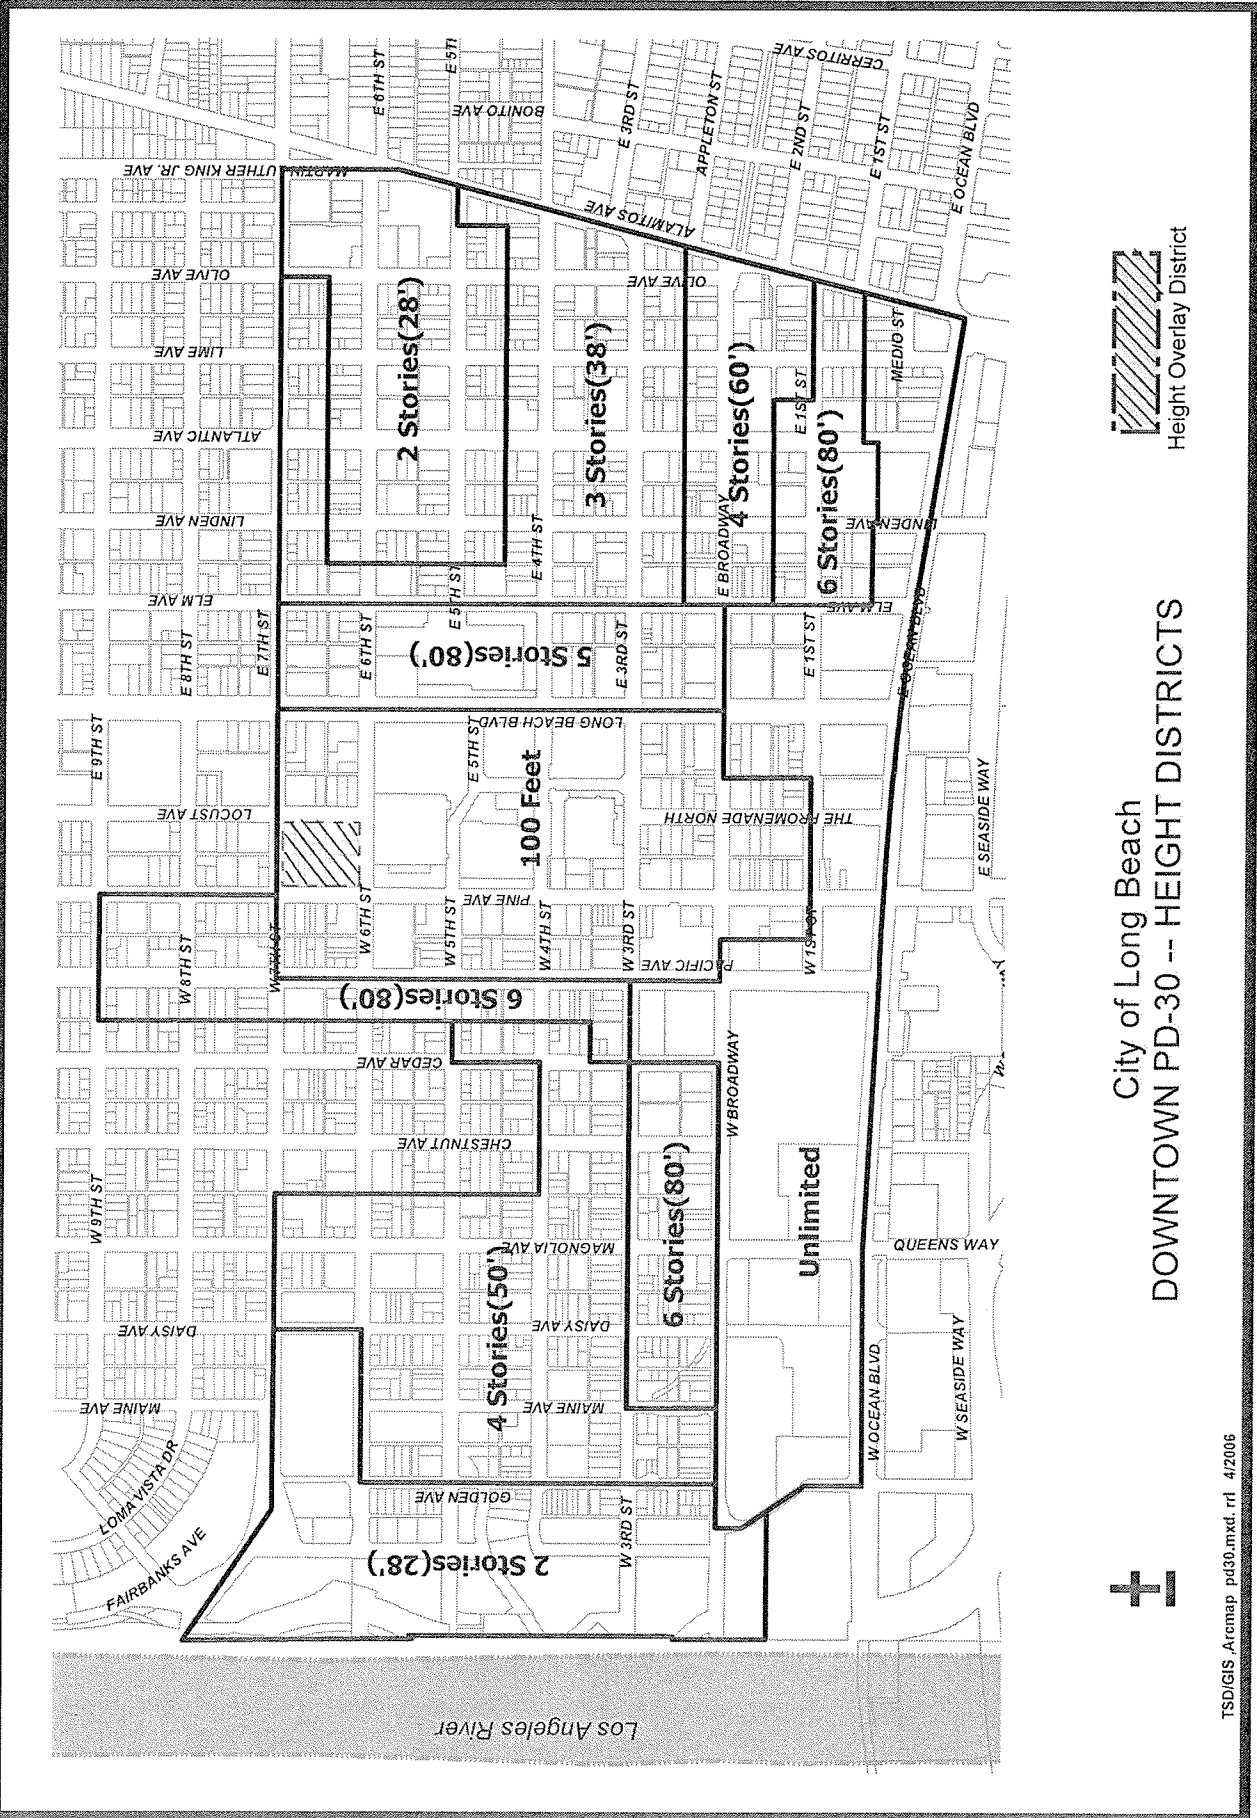 City of Long Beach
DOWNTOWN PD-30 -- HEIGHT DISTRICTS
Height Overlay District
TSD/GIS Arcmap pd30.mxd. rrl 4/2006
Los Angeles River
2 Stories(28')
4 Stories(50')
6 Stories(80')
Unlimited
6 Stories(80')
100 Feet
5 Stories(80')
2 Stories(28')
3 Stories(38')
4 Stories(60')
6 Stories(80')
FAIRBANKS AVE
LOMA VISTA DR
MAINE AVE
DAISY AVE
W 9TH ST
W 8TH ST
W 7TH ST
W 6TH ST
W 5TH ST
W 4TH ST
W 3RD ST
W 3RD ST
GOLDEN AVE
MAINE AVE
DAISY AVE
MAGNOLIA AVE
CHESTNUT AVE
CEDAR AVE
PACIFIC AVE
PINE AVE
W BROADWAY
W 1ST ST
W OCEAN BLVD
W SEASIDE WAY
QUEENS WAY
LOCUST AVE
E 9TH ST
E 8TH ST
E 7TH ST
E 6TH ST
E 5TH ST
E 5TH ST
E 4TH ST
E 3RD ST
LONG BEACH BLVD
THE PROMENADE NORTH
E SEASIDE WAY
E OCEAN BLVD
E 1ST ST
E BROADWAY
ELM AVE
ELM AVE
LINDEN AVE
LINDEN AVE
ATLANTIC AVE
LIME AVE
OLIVE AVE
OLIVE AVE
E 1ST ST
MEDIO ST
MARTIN LUTHER KING JR. AVE
ALAMITOS AVE
E 6TH ST
E 5TH
BONITO AVE
E 3RD ST
APPLETON ST
E 2ND ST
E 1ST ST
E OCEAN BLVD
CERRITOS AVE